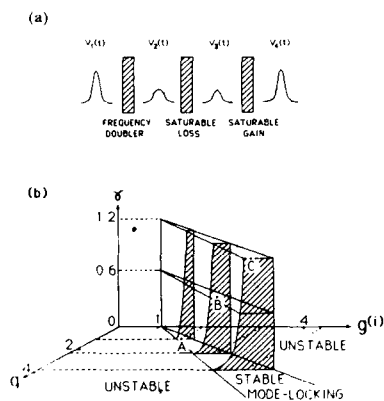 (a)
V₁(t) V₂(t) V₃(t) V₄(t)
FREQUENCY DOUBLER SATURABLE LOSS SATURABLE GAIN
(b)
γ
1 2
0 6
0 1 4 g(i)
A B C
2
4
q
UNSTABLE
UNSTABLE
STABLE
MODE-LOCKING